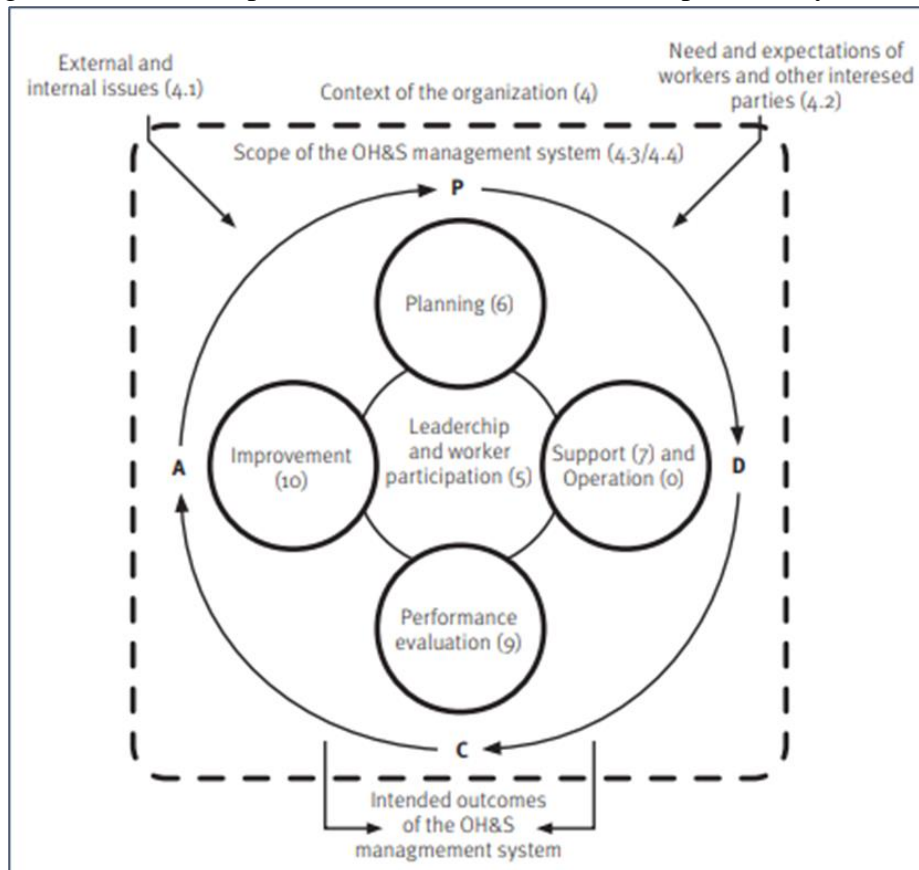 External and
internal issues (4.1)
Context of the organization (4)
Need and expectations of
workers and other interesed
parties (4.2)
Scope of the OH&S management system (4.3/4.4)
P
Planning (6)
A
Improvement
(10)
Leaderchip
and worker
participation (5)
Support (7) and
Operation (0)
D
Performance
evaluation (9)
C
Intended outcomes
of the OH&S
managmement system